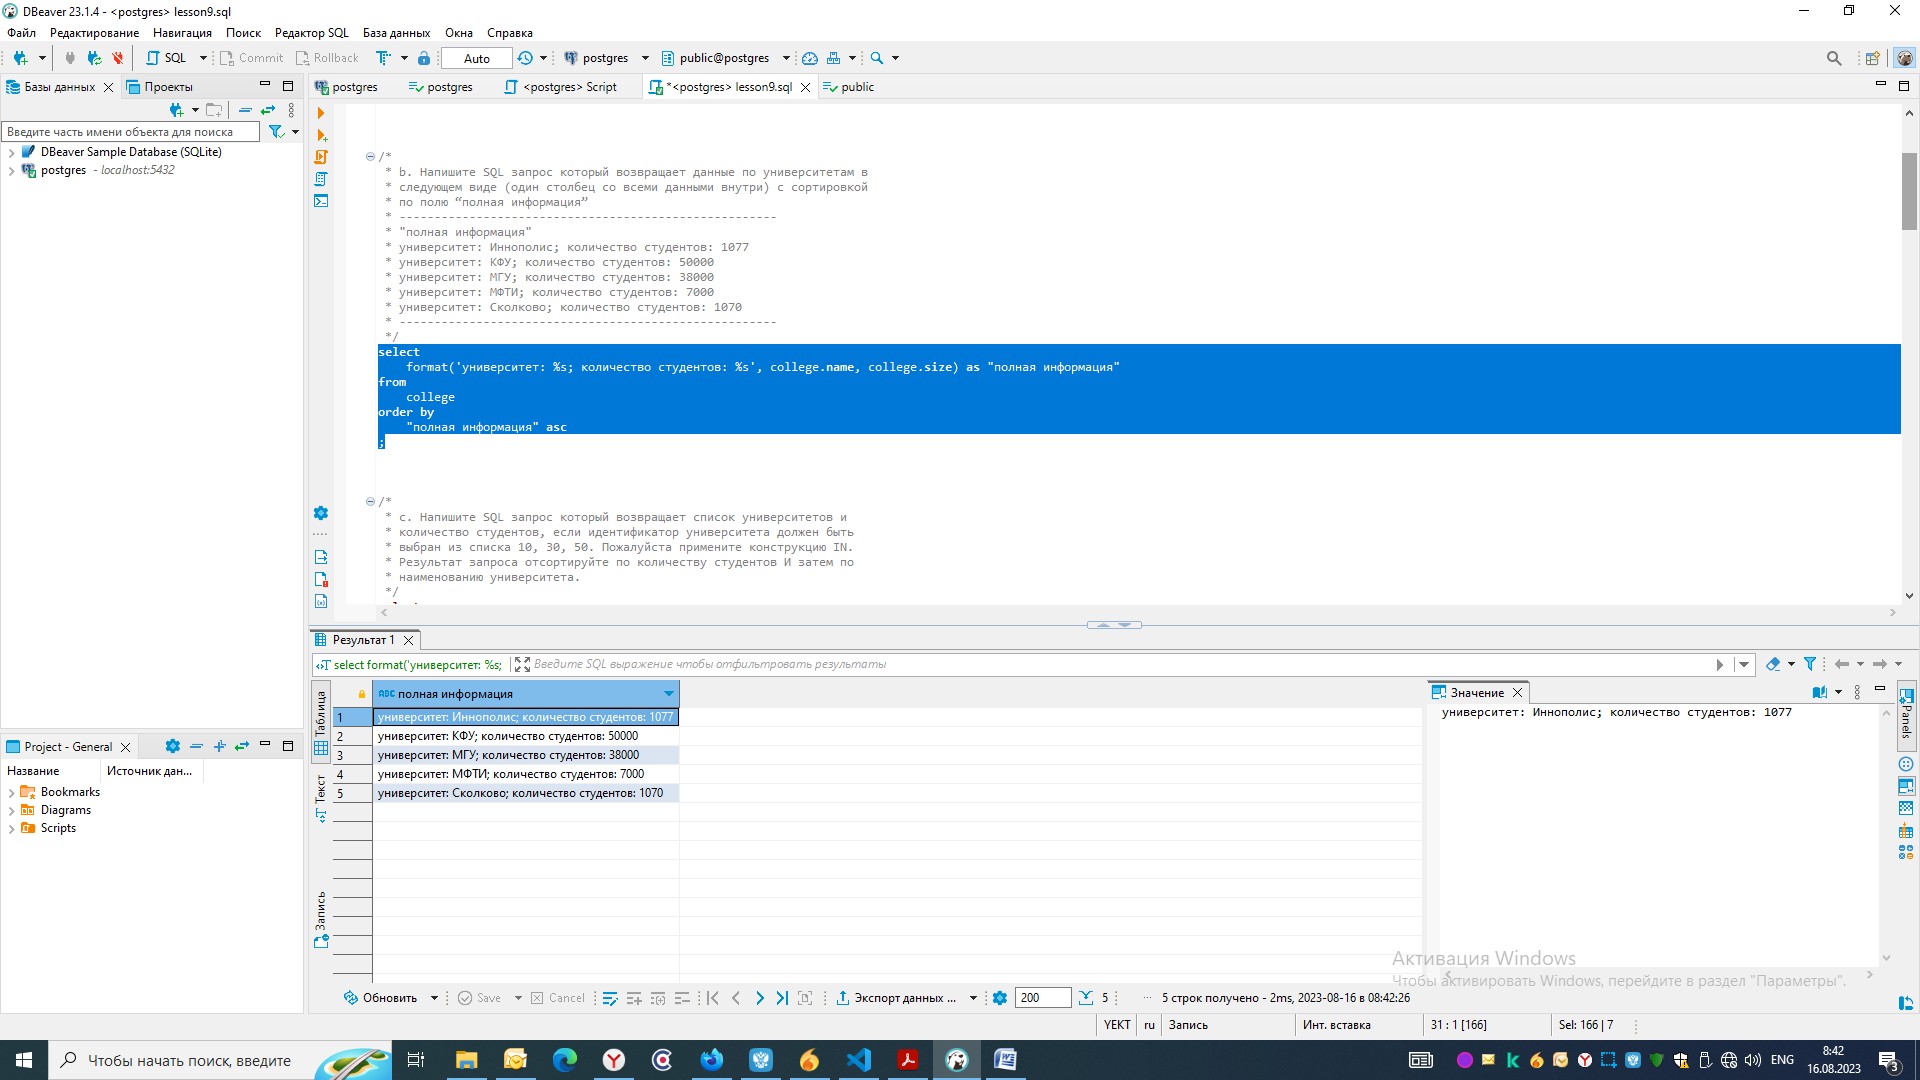 DBeaver 23.1.4 - <postgres> lesson9.sql
Файл Редактирование Навигация Поиск Редактор SQL База данных Окна Справка
SQL Commit Rollback Auto postgres public@postgres
Базы данных Проекты
postgres postgres <postgres> Script *<postgres> lesson9.sql public
Введите часть имени объекта для поиска
DBeaver Sample Database (SQLite)
postgres - localhost:5432
/*
* b. Напишите SQL запрос который возвращает данные по университетам в
* следующем виде (один столбец со всеми данными внутри) с сортировкой
* по полю “полная информация”
* ------------------------------------------------------
* "полная информация"
* университет: Иннополис; количество студентов: 1077
* университет: КФУ; количество студентов: 50000
* университет: МГУ; количество студентов: 38000
* университет: МФТИ; количество студентов: 7000
* университет: Сколково; количество студентов: 1070
* ------------------------------------------------------
*/
select
format('университет: %s; количество студентов: %s', college.name, college.size) as "полная информация"
from
college
order by
"полная информация" asc
;
/*
* c. Напишите SQL запрос который возвращает список университетов и
* количество студентов, если идентификатор университета должен быть
* выбран из списка 10, 30, 50. Пожалуйста примените конструкцию IN.
* Результат запроса отсортируйте по количеству студентов И затем по
* наименованию университета.
*/
Результат 1
select format('университет: %s; Введите SQL выражение чтобы отфильтровать результаты
Таблица
Текст
Запись
ABC полная информация
1 университет: Иннополис; количество студентов: 1077
2 университет: КФУ; количество студентов: 50000
3 университет: МГУ; количество студентов: 38000
4 университет: МФТИ; количество студентов: 7000
5 университет: Сколково; количество студентов: 1070
Значение
университет: Иннополис; количество студентов: 1077
Panels
Project - General
Название Источник дан...
Bookmarks
Diagrams
Scripts
Активация Windows
Чтобы активировать Windows, перейдите в раздел "Параметры".
Обновить Save Cancel Экспорт данных ... 200 5 ... 5 строк получено - 2ms, 2023-08-16 в 08:42:26
YEKT ru Запись Инт. вставка 31 : 1 [166] Sel: 166 | 7
Чтобы начать поиск, введите
ENG 8:42
16.08.2023
3